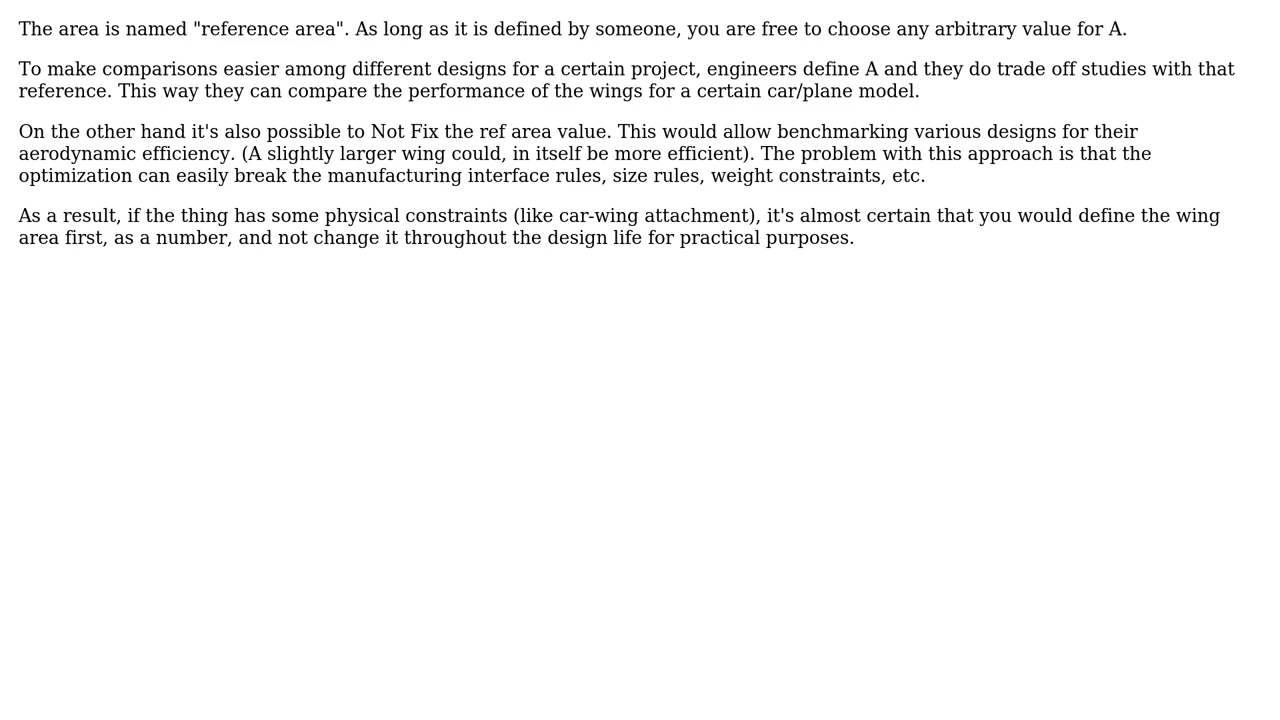 The area is named "reference area". As long as it is defined by someone, you are free to choose any arbitrary value for A.
To make comparisons easier among different designs for a certain project, engineers define A and they do trade off studies with that
reference. This way they can compare the performance of the wings for a certain car/plane model.
On the other hand it's also possible to Not Fix the ref area value. This would allow benchmarking various designs for their
aerodynamic efficiency. (A slightly larger wing could, in itself be more efficient). The problem with this approach is that the
optimization can easily break the manufacturing interface rules, size rules, weight constraints, etc.
As a result, if the thing has some physical constraints (like car-wing attachment), it's almost certain that you would define the wing
area first, as a number, and not change it throughout the design life for practical purposes.